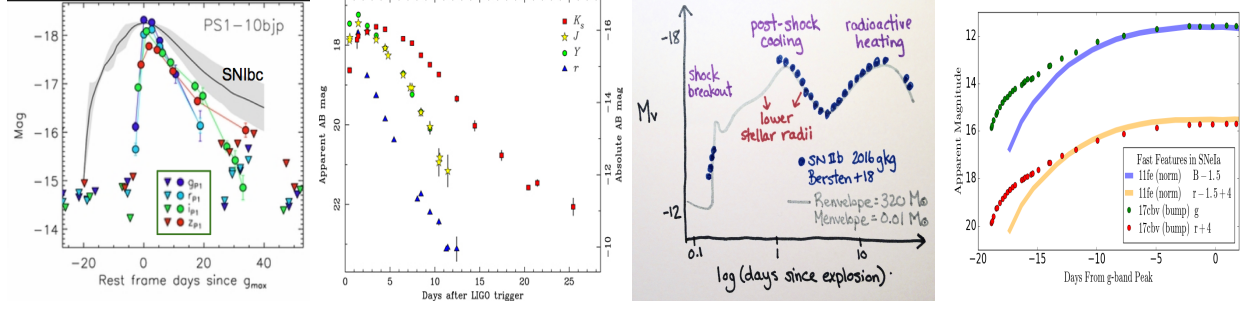 PS1−10bjp
SNIbc
-18
-17
-16
-15
-14
Mag
gP1
rP1
iP1
zP1
−20
0
20
40
Rest frame days since gmax
18
20
22
Apparent AB mag
Ks
J
Y
r
−16
−14
−12
−10
Absolute AB mag
0
5
10
15
20
25
Days after LIGO trigger
-18
Mv
-12
shock
breakout
post-shock
cooling
radioactive
heating
lower
stellar radii
SNIIb 2016gkg
Bersten+18
Renvelope=320 M⊙
Menvelope=0.01 M⊙
0.1
1
10
log(days since explosion)
12
14
16
18
20
Apparent Magnitude
Fast Features in SNeIa
11fe (norm) B−1.5
11fe (norm) r−1.5+4
17cbv (bump) g
17cbv (bump) r+4
−20
−15
−10
−5
0
Days From g-band Peak